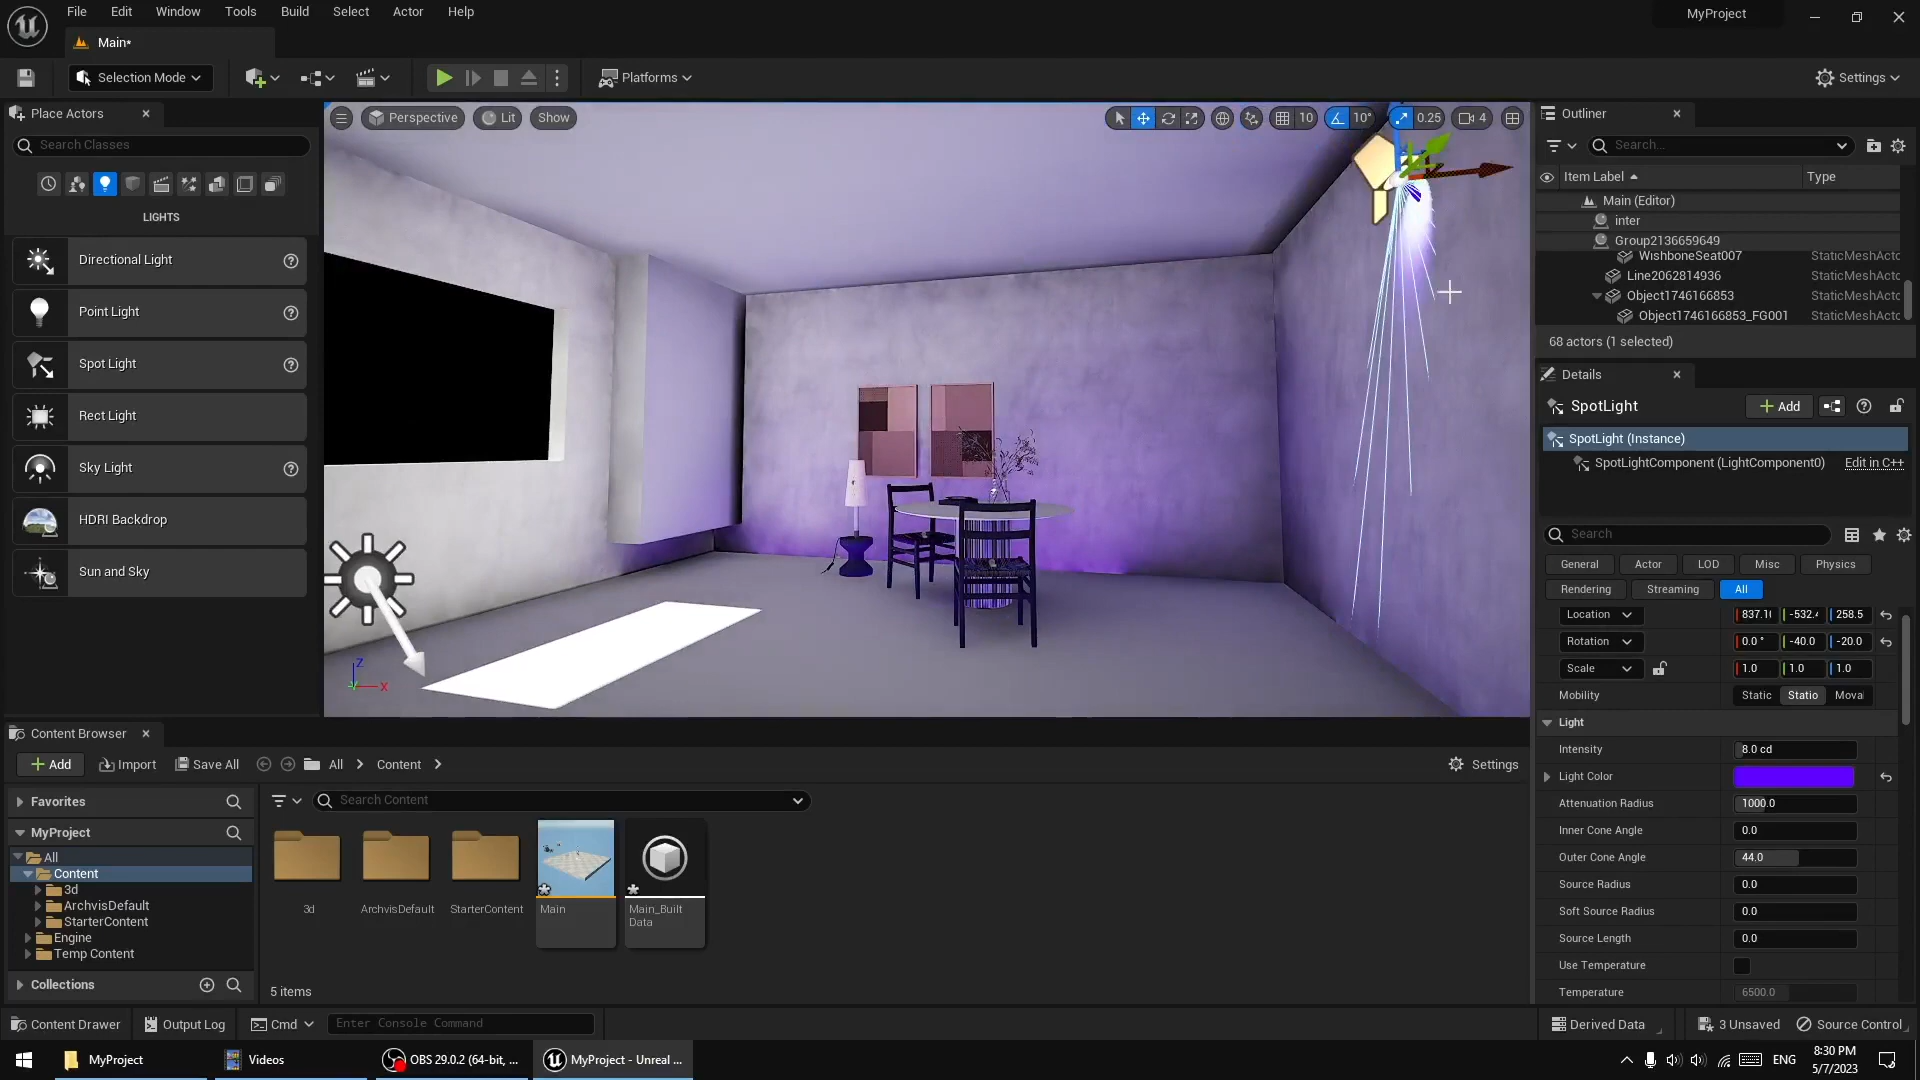 File Edit Window Tools Build Select Actor Help
MyProject
Main*
Selection Mode
Platforms
Settings
Place Actors
Search Classes
LIGHTS
Directional Light
Point Light
Spot Light
Rect Light
Sky Light
HDRI Backdrop
Sun and Sky
Perspective Lit Show
10 10° 0.25 4
Z
X
Outliner
Search...
Item Label Type
Main (Editor)
inter
Group2136659649
WishboneSeat007 StaticMeshActo
Line2062814936 StaticMeshActo
Object1746166853 StaticMeshActo
Object1746166853_FG001 StaticMeshActo
68 actors (1 selected)
Details
SpotLight
Add
SpotLight (Instance)
SpotLightComponent (LightComponent0) Edit in C++
Search
General Actor LOD Misc Physics
Rendering Streaming All
Location 837.1 -532. 258.5
Rotation 0.0 ° -40.0 -20.0
Scale 1.0 1.0 1.0
Mobility Static Statio Moval
Light
Intensity 8.0 cd
Light Color
Attenuation Radius 1000.0
Inner Cone Angle 0.0
Outer Cone Angle 44.0
Source Radius 0.0
Soft Source Radius 0.0
Source Length 0.0
Use Temperature
Temperature 6500.0
Content Browser
Add Import Save All All Content
Settings
Favorites
MyProject
All
Content
3d
ArchvisDefault
StarterContent
Engine
Temp Content
Collections
Search Content
3d
ArchvisDefault
StarterContent
Main
Main_Built
Data
5 items
Content Drawer Output Log Cmd Enter Console Command
Derived Data 3 Unsaved Source Control
MyProject Videos OBS 29.0.2 (64-bit, ... MyProject - Unreal ...
ENG
8:30 PM
5/7/2023